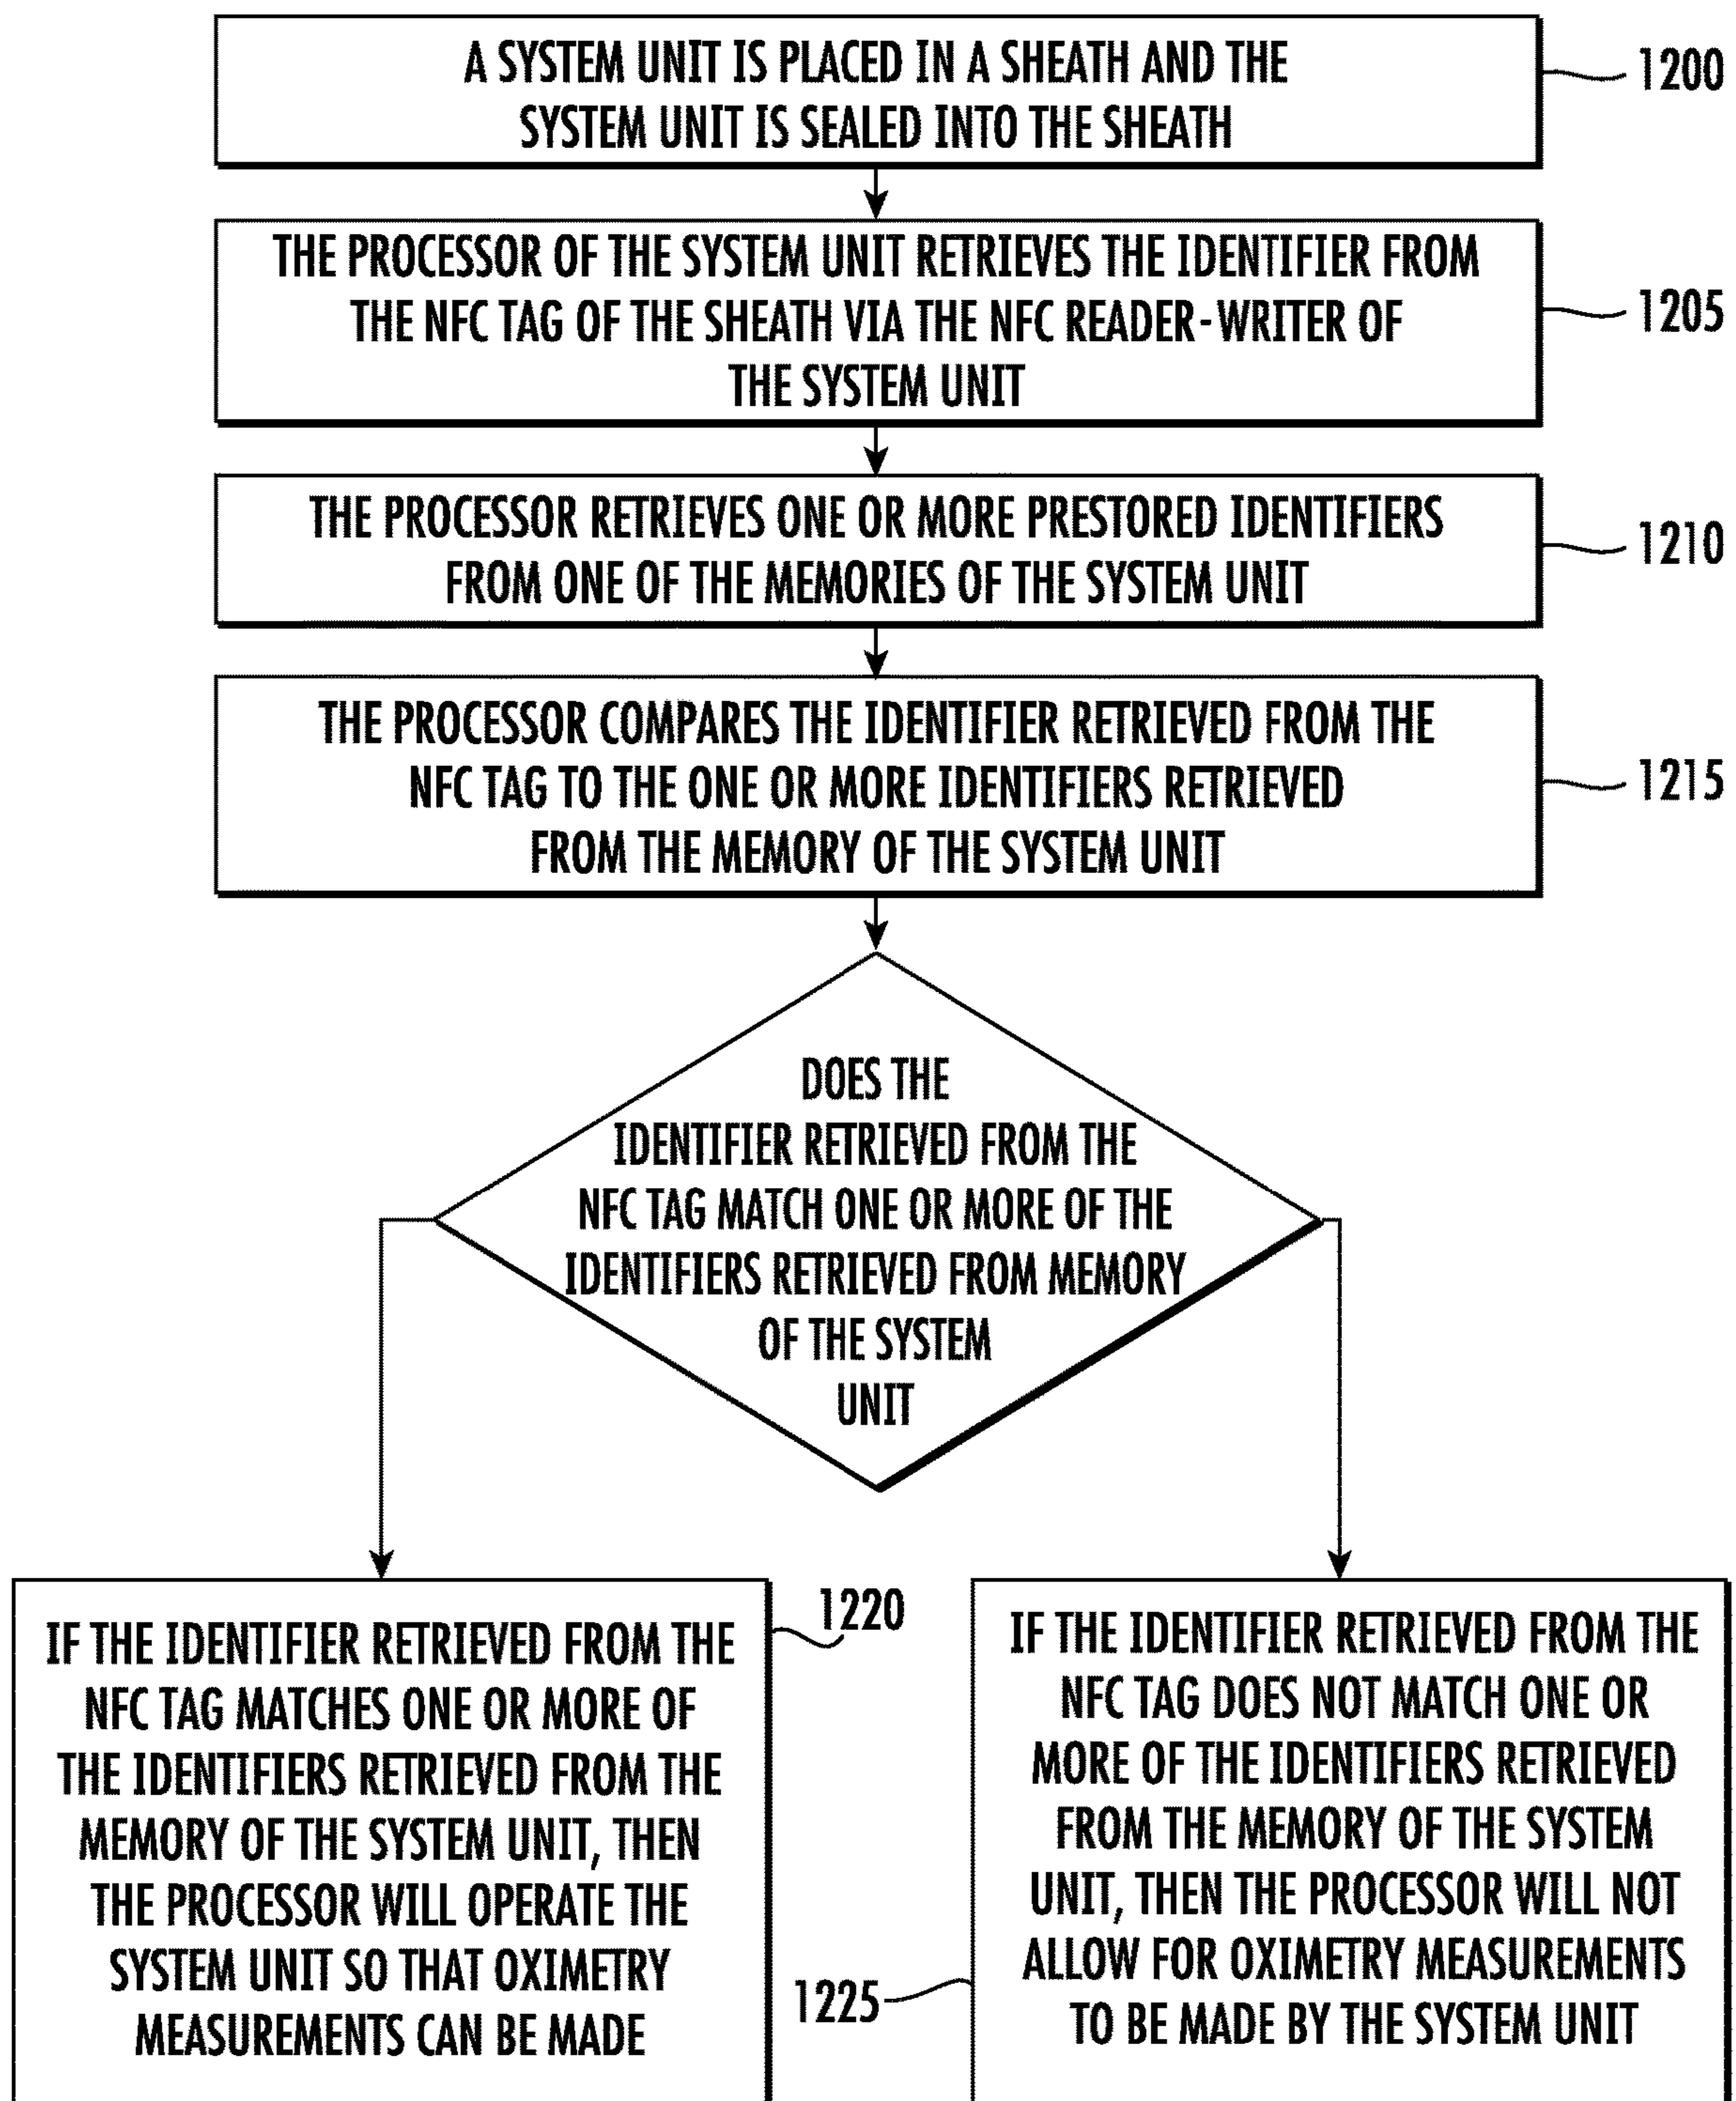 A SYSTEM UNIT IS PLACED IN A SHEATH AND THE
SYSTEM UNIT IS SEALED INTO THE SHEATH
1200
THE PROCESSOR OF THE SYSTEM UNIT RETRIEVES THE IDENTIFIER FROM
THE NFC TAG OF THE SHEATH VIA THE NFC READER-WRITER OF
THE SYSTEM UNIT
1205
THE PROCESSOR RETRIEVES ONE OR MORE PRESTORED IDENTIFIERS
FROM ONE OF THE MEMORIES OF THE SYSTEM UNIT
1210
THE PROCESSOR COMPARES THE IDENTIFIER RETRIEVED FROM THE
NFC TAG TO THE ONE OR MORE IDENTIFIERS RETRIEVED
FROM THE MEMORY OF THE SYSTEM UNIT
1215
DOES THE
IDENTIFIER RETRIEVED FROM THE
NFC TAG MATCH ONE OR MORE OF THE
IDENTIFIERS RETRIEVED FROM MEMORY
OF THE SYSTEM
UNIT
IF THE IDENTIFIER RETRIEVED FROM THE
NFC TAG MATCHES ONE OR MORE OF
THE IDENTIFIERS RETRIEVED FROM THE
MEMORY OF THE SYSTEM UNIT, THEN
THE PROCESSOR WILL OPERATE THE
SYSTEM UNIT SO THAT OXIMETRY
MEASUREMENTS CAN BE MADE
1220
IF THE IDENTIFIER RETRIEVED FROM THE
NFC TAG DOES NOT MATCH ONE OR
MORE OF THE IDENTIFIERS RETRIEVED
FROM THE MEMORY OF THE SYSTEM
UNIT, THEN THE PROCESSOR WILL NOT
ALLOW FOR OXIMETRY MEASUREMENTS
TO BE MADE BY THE SYSTEM UNIT
1225